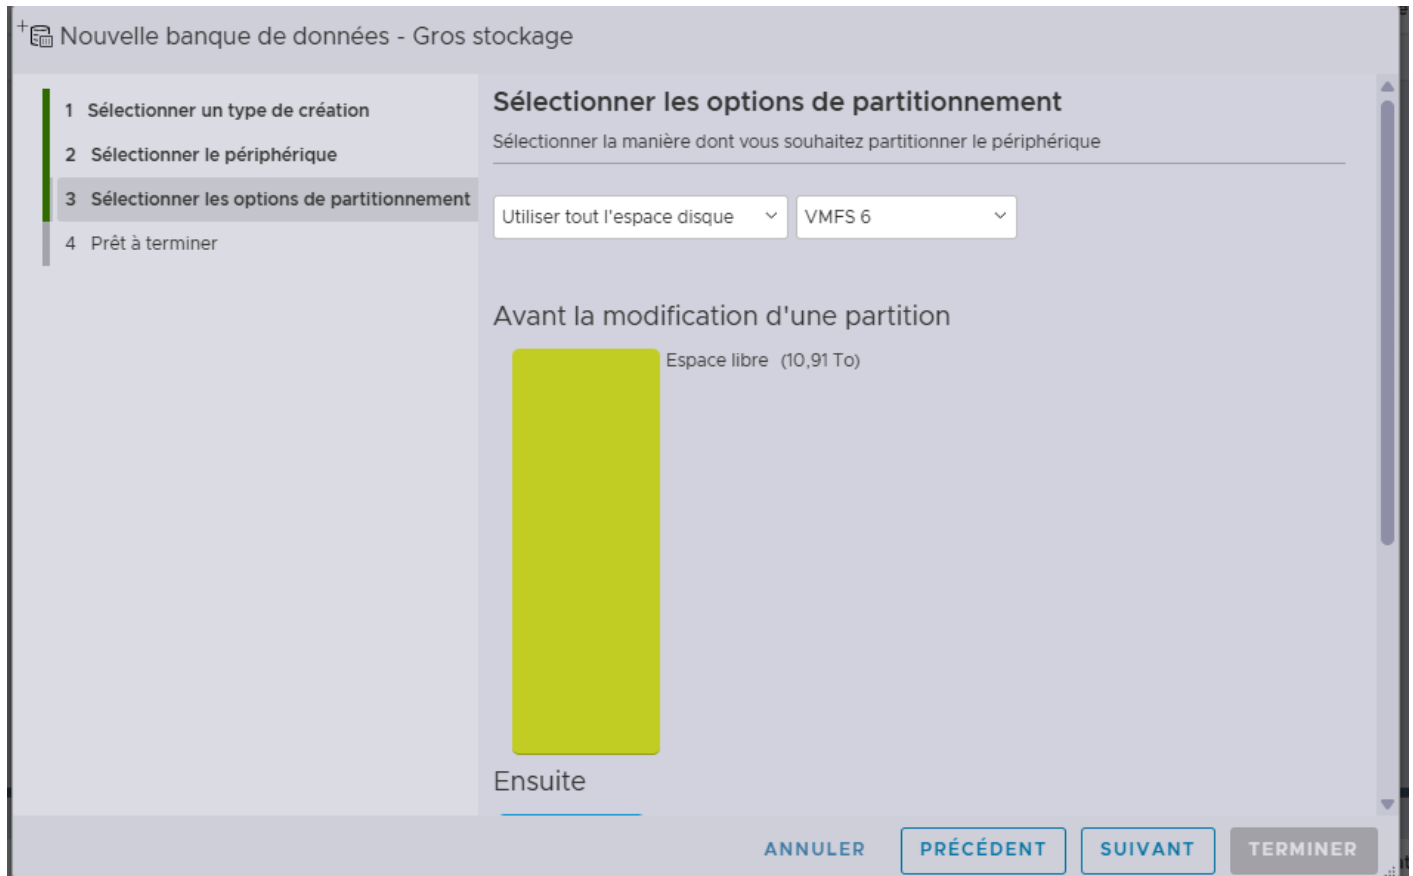 Nouvelle banque de données - Gros stockage
1 Sélectionner un type de création
2 Sélectionner le périphérique
3 Sélectionner les options de partitionnement
4 Prêt à terminer
Sélectionner les options de partitionnement
Sélectionner la manière dont vous souhaitez partitionner le périphérique
Utiliser tout l'espace disque
VMFS 6
Avant la modification d'une partition
Espace libre (10,91 To)
Ensuite
ANNULER
PRÉCÉDENT
SUIVANT
TERMINER